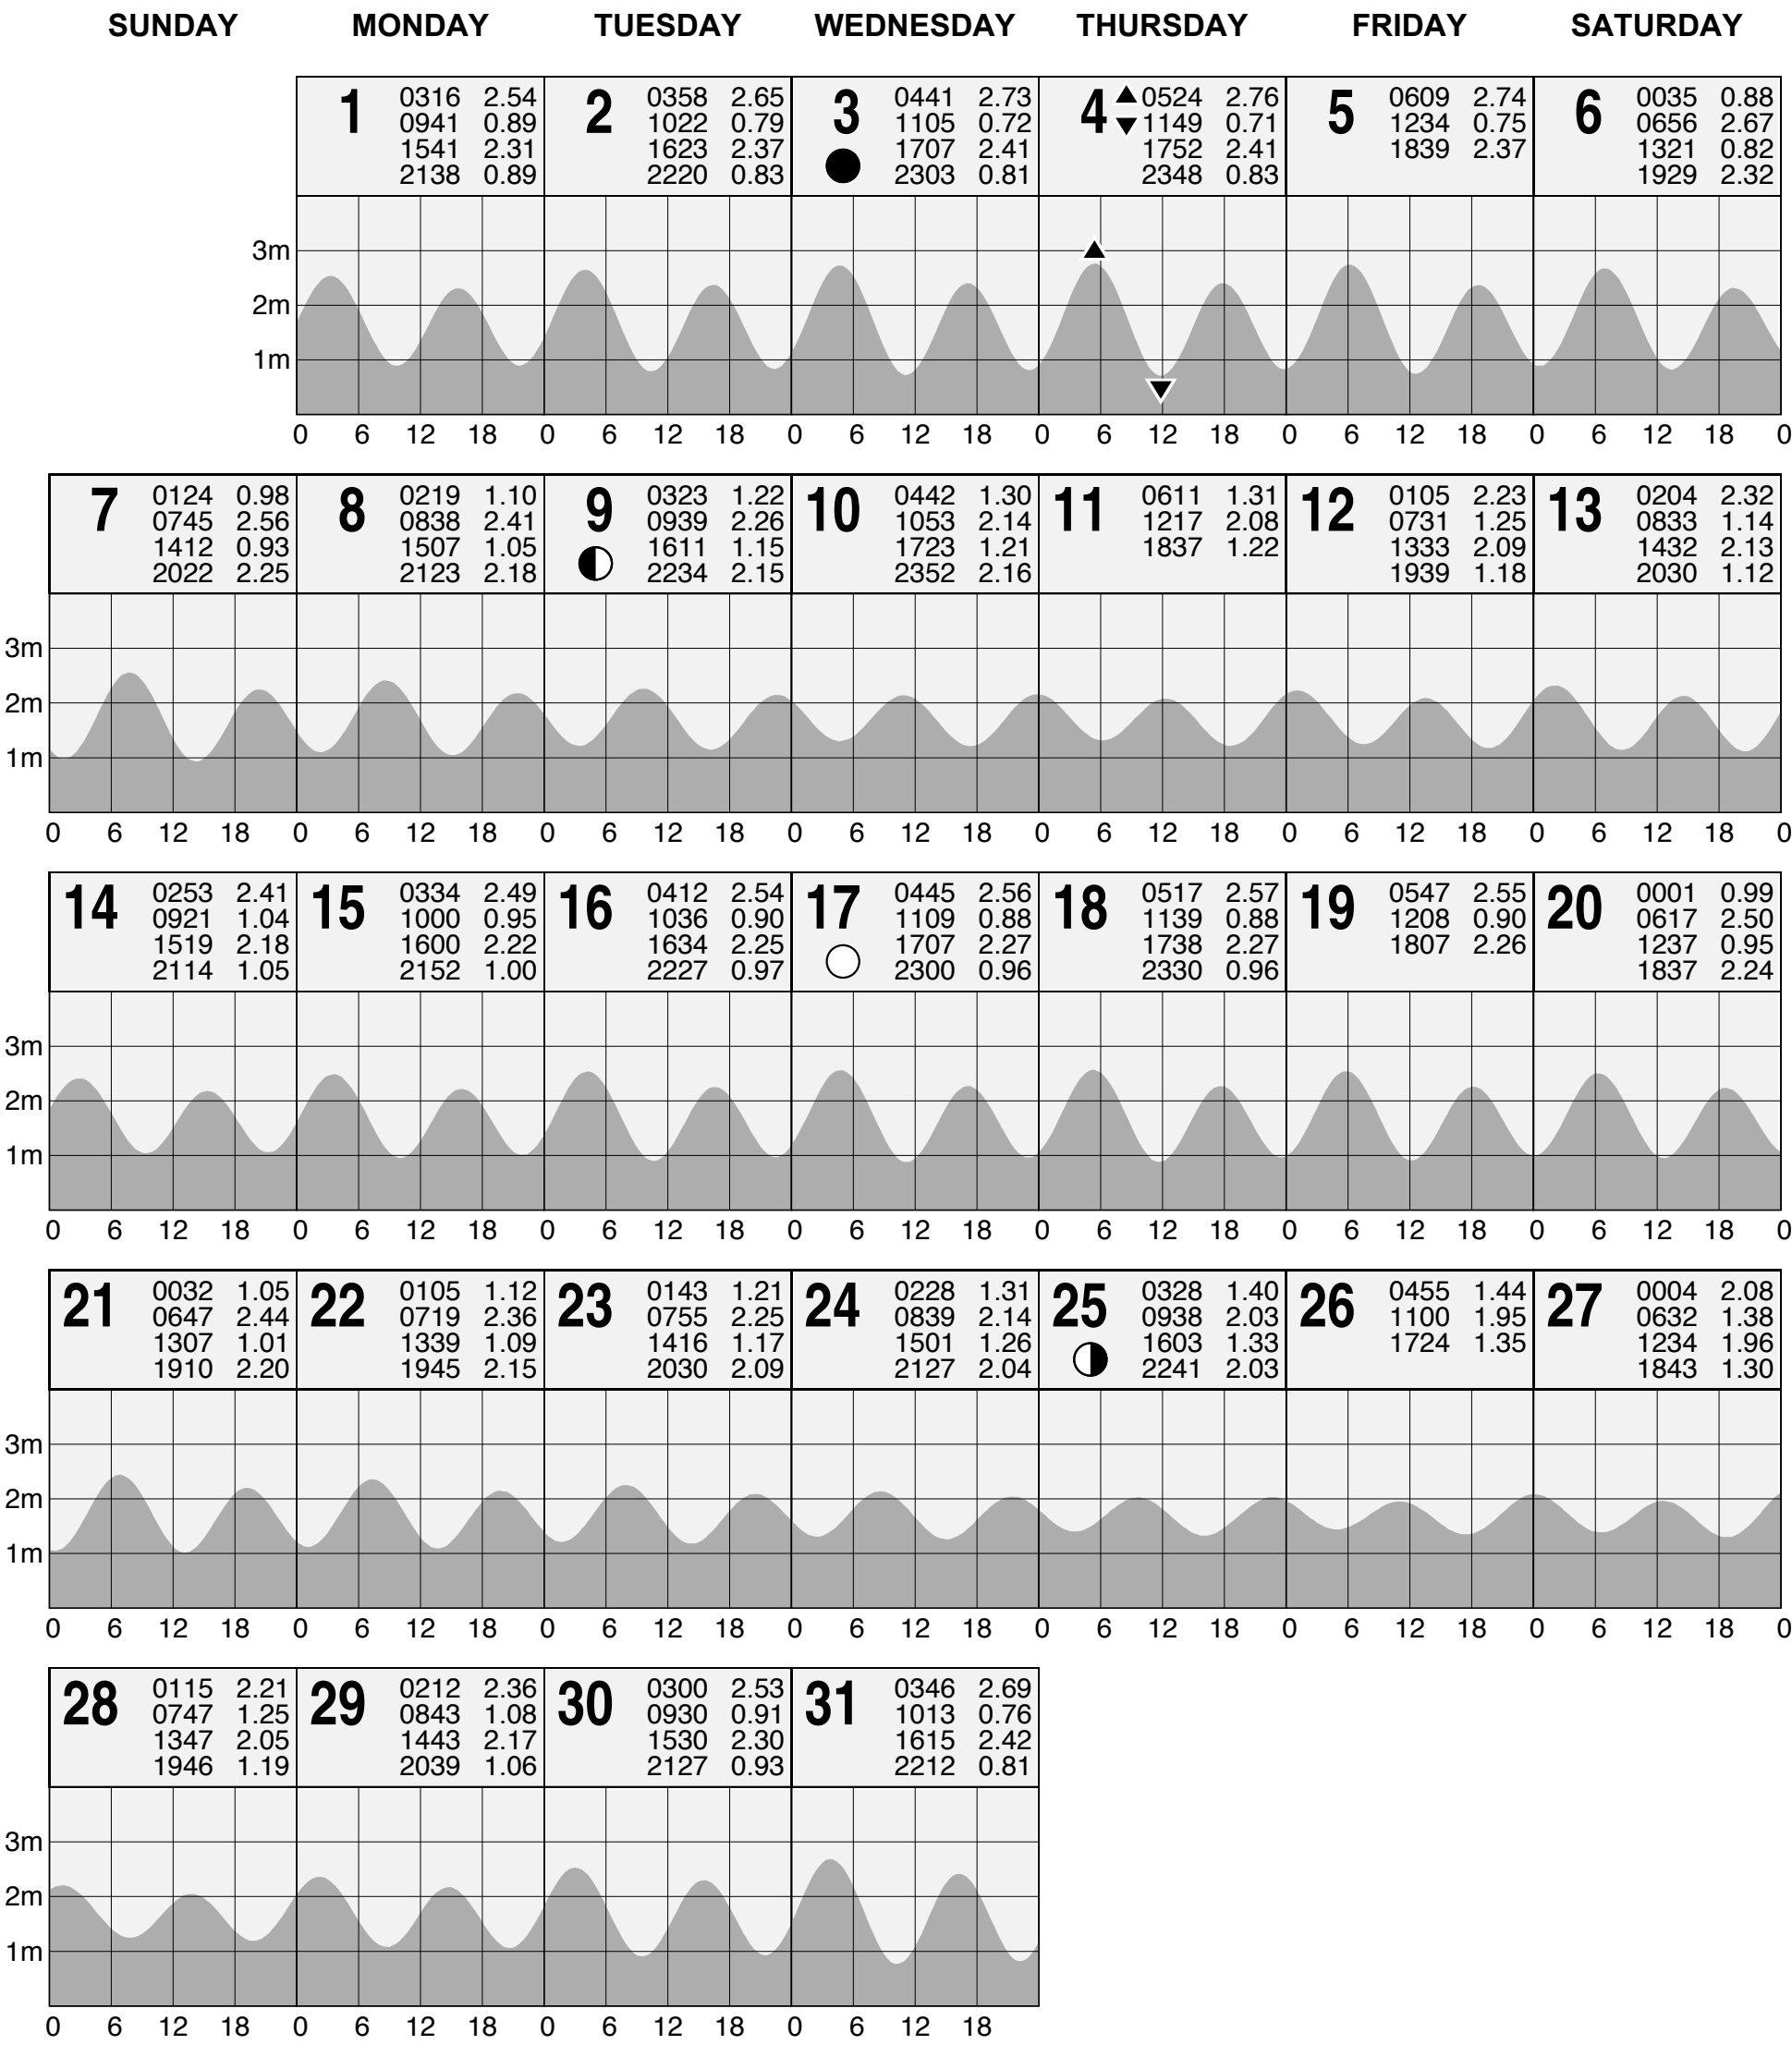 SUNDAY MONDAY TUESDAY WEDNESDAY THURSDAY FRIDAY SATURDAY
1 0316 2.54
0941 0.89
1541 2.31
2138 0.89
2 0358 2.65
1022 0.79
1623 2.37
2220 0.83
3 0441 2.73
1105 0.72
1707 2.41
2303 0.81
4 0524 2.76
1149 0.71
1752 2.41
2348 0.83
5 0609 2.74
1234 0.75
1839 2.37
6 0035 0.88
0656 2.67
1321 0.82
1929 2.32
3m
2m
1m
0 6 12 18 0 6 12 18 0 6 12 18 0 6 12 18 0 6 12 18 0 6 12 18 0
7 0124 0.98
0745 2.56
1412 0.93
2022 2.25
8 0219 1.10
0838 2.41
1507 1.05
2123 2.18
9 0323 1.22
0939 2.26
1611 1.15
2234 2.15
10 0442 1.30
1053 2.14
1723 1.21
2352 2.16
11 0611 1.31
1217 2.08
1837 1.22
12 0105 2.23
0731 1.25
1333 2.09
1939 1.18
13 0204 2.32
0833 1.14
1432 2.13
2030 1.12
3m
2m
1m
0 6 12 18 0 6 12 18 0 6 12 18 0 6 12 18 0 6 12 18 0 6 12 18 0 6 12 18 0
14 0253 2.41
0921 1.04
1519 2.18
2114 1.05
15 0334 2.49
1000 0.95
1600 2.22
2152 1.00
16 0412 2.54
1036 0.90
1634 2.25
2227 0.97
17 0445 2.56
1109 0.88
1707 2.27
2300 0.96
18 0517 2.57
1139 0.88
1738 2.27
2330 0.96
19 0547 2.55
1208 0.90
1807 2.26
20 0001 0.99
0617 2.50
1237 0.95
1837 2.24
3m
2m
1m
0 6 12 18 0 6 12 18 0 6 12 18 0 6 12 18 0 6 12 18 0 6 12 18 0 6 12 18 0
21 0032 1.05
0647 2.44
1307 1.01
1910 2.20
22 0105 1.12
0719 2.36
1339 1.09
1945 2.15
23 0143 1.21
0755 2.25
1416 1.17
2030 2.09
24 0228 1.31
0839 2.14
1501 1.26
2127 2.04
25 0328 1.40
0938 2.03
1603 1.33
2241 2.03
26 0455 1.44
1100 1.95
1724 1.35
27 0004 2.08
0632 1.38
1234 1.96
1843 1.30
3m
2m
1m
0 6 12 18 0 6 12 18 0 6 12 18 0 6 12 18 0 6 12 18 0 6 12 18 0 6 12 18 0
28 0115 2.21
0747 1.25
1347 2.05
1946 1.19
29 0212 2.36
0843 1.08
1443 2.17
2039 1.06
30 0300 2.53
0930 0.91
1530 2.30
2127 0.93
31 0346 2.69
1013 0.76
1615 2.42
2212 0.81
3m
2m
1m
0 6 12 18 0 6 12 18 0 6 12 18 0 6 12 18